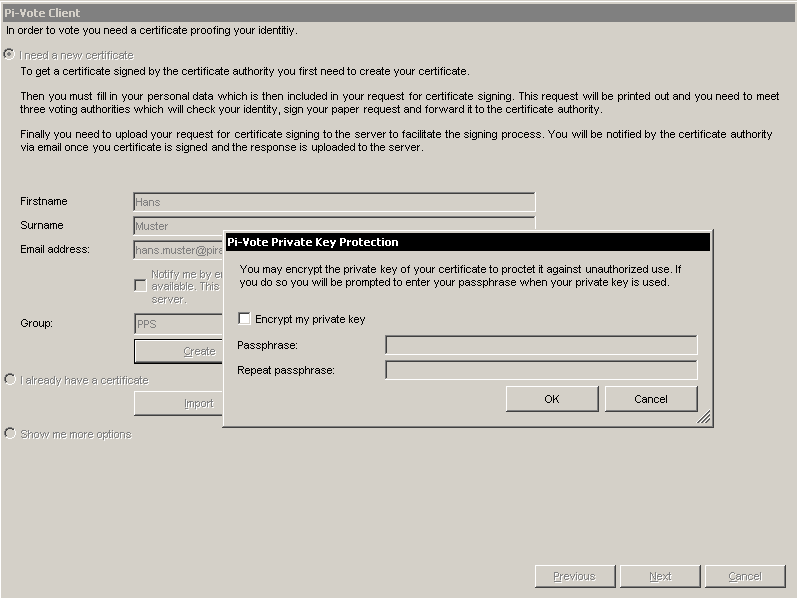 Pi-Vote Client
In order to vote you need a certificate proofing your identitiy.
I need a new certificate
To get a certificate signed by the certificate authority you first need to create your certificate.
Then you must fill in your personal data which is then included in your request for certificate signing. This request will be printed out and you need to meet
three voting authorities which will check your identity, sign your paper request and forward it to the certificate authority.
Finally you need to upload your request for certificate signing to the server to facilitate the signing process. You will be notified by the certificate authority
via email once you certificate is signed and the response is uploaded to the server.
Firstname
Hans
Surname
Muster
Email address:
hans.muster@pir
Notify me by e
available. This
server.
Group:
PPS
Create
I already have a certificate
Import
Show me more options
Pi-Vote Private Key Protection
You may encrypt the private key of your certificate to proctet it against unauthorized use. If
you do so you will be prompted to enter your passphrase when your private key is used.
Encrypt my private key
Passphrase:
Repeat passphrase:
OK
Cancel
Previous
Next
Cancel